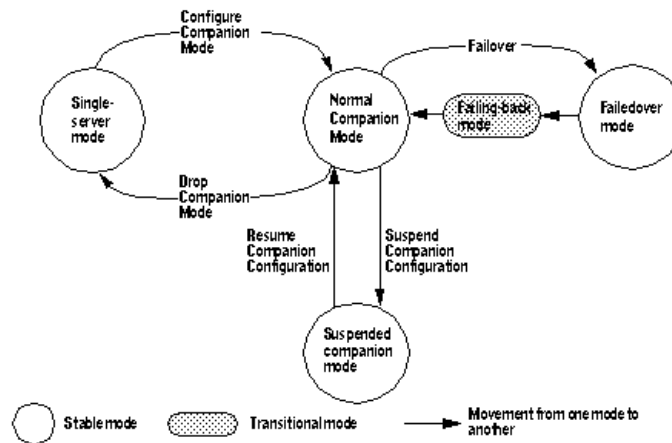 Configure
Companion
Mode
Failover
Single-
server
mode
Normal
Companion
Mode
Failing-back
mode
Failedover
mode
Drop
Companion
Mode
Resume
Companion
Configuration
Suspend
Companion
Configuration
Suspended
companion
mode
Stable mode
Transitional mode
Movement from one mode to
another